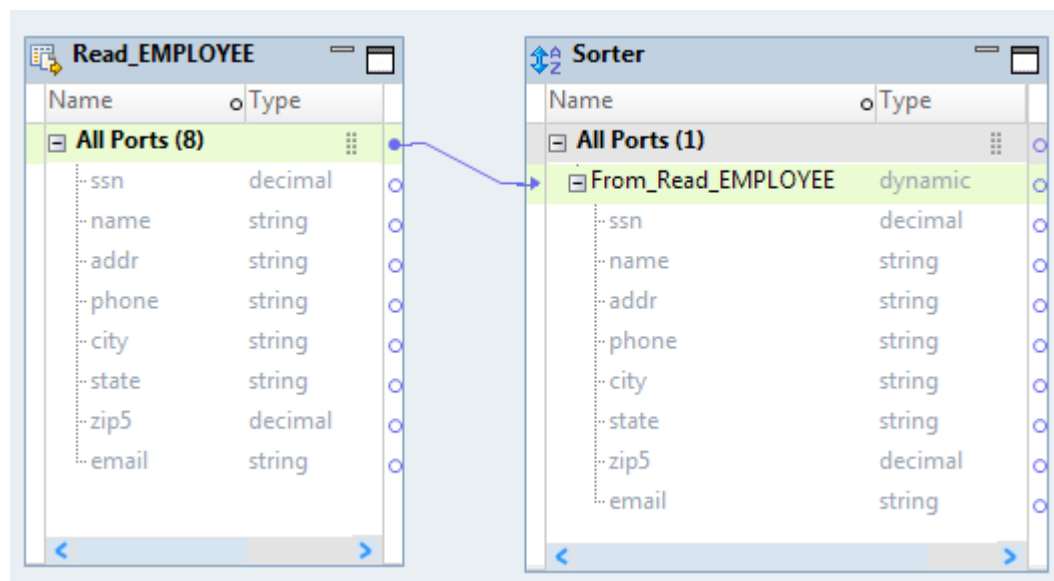 Read_EMPLOYEE
Name Type
All Ports (8)
ssn decimal
name string
addr string
phone string
city string
state string
zip5 decimal
email string
Sorter
Name Type
All Ports (1)
From_Read_EMPLOYEE dynamic
ssn decimal
name string
addr string
phone string
city string
state string
zip5 decimal
email string